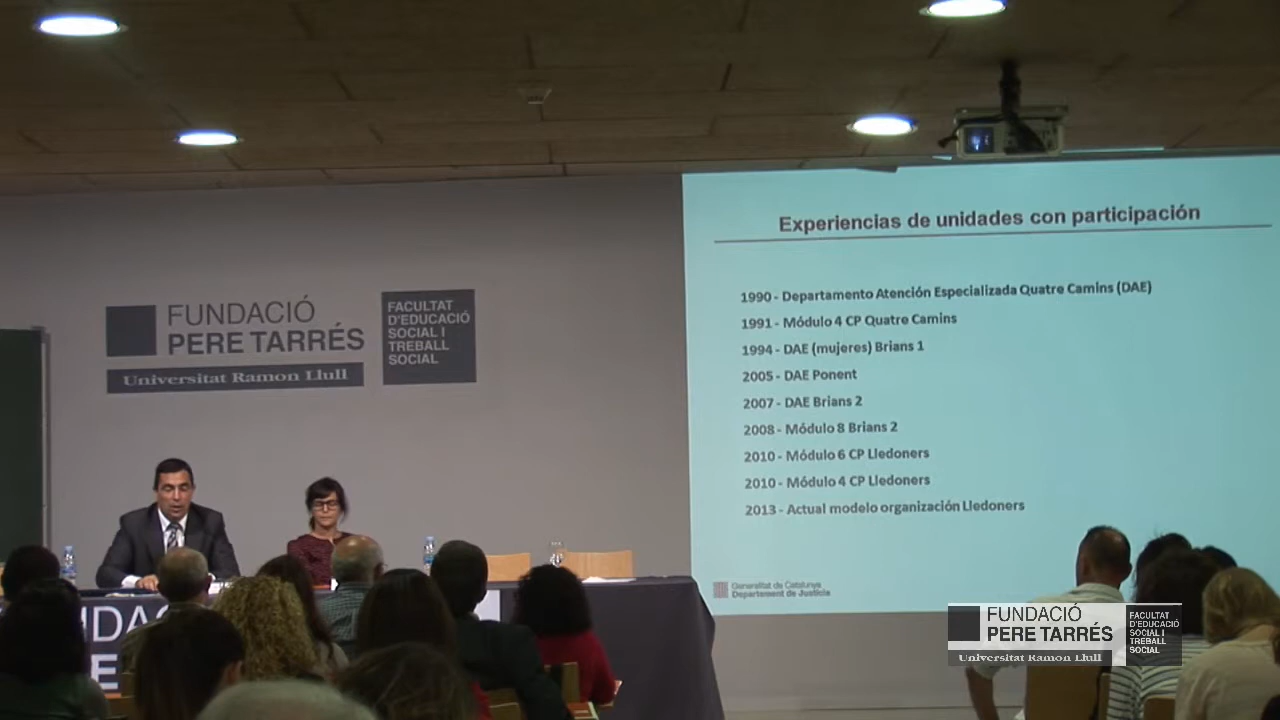 Experiencias de unidades con participación
1990 - Departamento Atención Especializada Quatre Camins (DAE)
1991 - Módulo 4 CP Quatre Camins
1994 - DAE (mujeres) Brians 1
2005 - DAE Ponent
2007 - DAE Brians 2
2008 - Módulo 8 Brians 2
2010 - Módulo 6 CP Lledoners
2010 - Módulo 4 CP Lledoners
2013 - Actual modelo organización Lledoners
Generalitat de Catalunya
Departament de Justícia
FUNDACIÓ
PERE TARRÉS
Universitat Ramon Llull
FACULTAT
D'EDUCACIÓ
SOCIAL I
TREBALL
SOCIAL
FUNDACIÓ
PERE TARRÉS
Universitat Ramon Llull
FACULTAT
D'EDUCACIÓ
SOCIAL I
TREBALL
SOCIAL